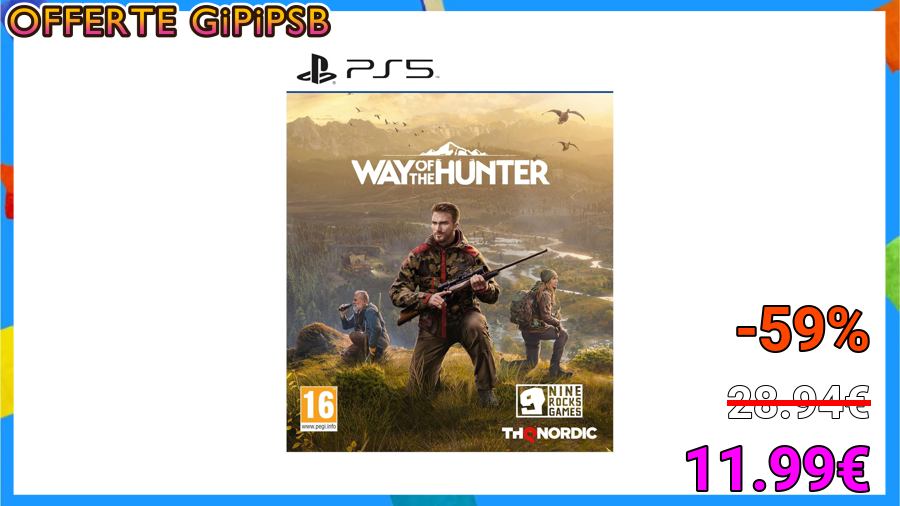 OFFERTE GiPiPSB
PS5
WAY OF THE HUNTER
16
www.pegi.info
9 NINE ROCKS GAMES
THQ NORDIC
-59%
28.94€
11.99€